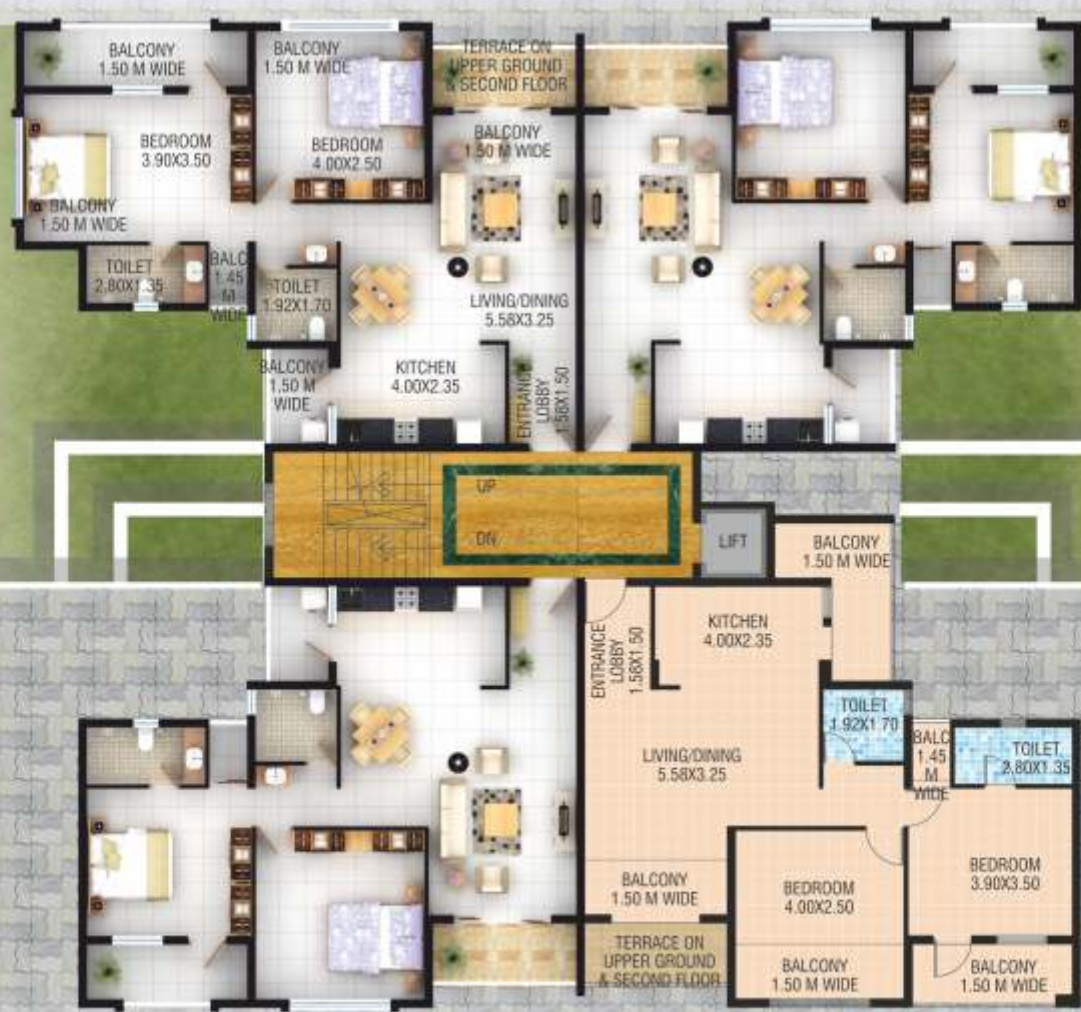 BALCONY
1.50 M WIDE
BALCONY
1.50 M WIDE
TERRACE ON
UPPER GROUND
& SECOND FLOOR
BEDROOM
3.90X3.50
BEDROOM
4.00X2.50
BALCONY
1.50 M WIDE
BALCONY
1.50 M WIDE
TOILET
2.80X1.35
BALC
1.45
M
WIDE
TOILET
1.92X1.70
LIVING/DINING
5.58X3.25
BALCONY
1.50 M
WIDE
KITCHEN
4.00X2.35
ENTRANCE
LOBBY
1.58X1.50
UP
DN
LIFT
BALCONY
1.50 M WIDE
ENTRANCE
LOBBY
1.58X1.50
KITCHEN
4.00X2.35
TOILET
1.92X1.70
BALC
1.45
M
WIDE
TOILET
2.80X1.35
LIVING/DINING
5.58X3.25
BEDROOM
3.90X3.50
BALCONY
1.50 M WIDE
BEDROOM
4.00X2.50
TERRACE ON
UPPER GROUND
& SECOND FLOOR
BALCONY
1.50 M WIDE
BALCONY
1.50 M WIDE